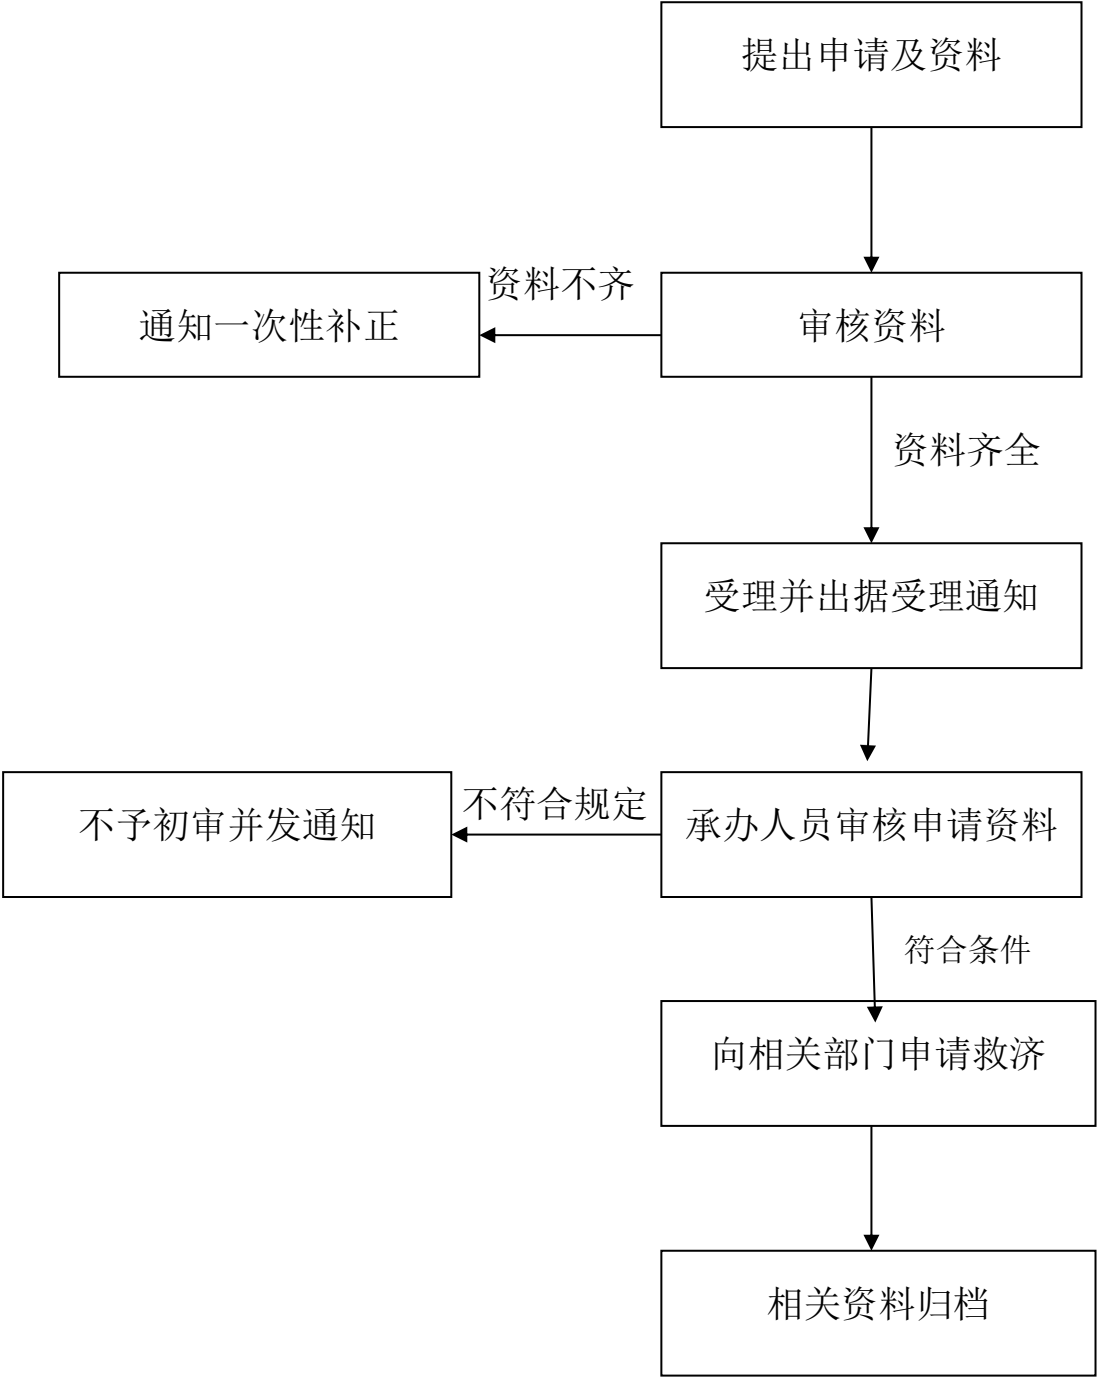 提出申请及资料
资料不齐
通知一次性补正
审核资料
资料齐全
受理并出据受理通知
不符合规定
不予初审并发通知
承办人员审核申请资料
符合条件
向相关部门申请救济
相关资料归档